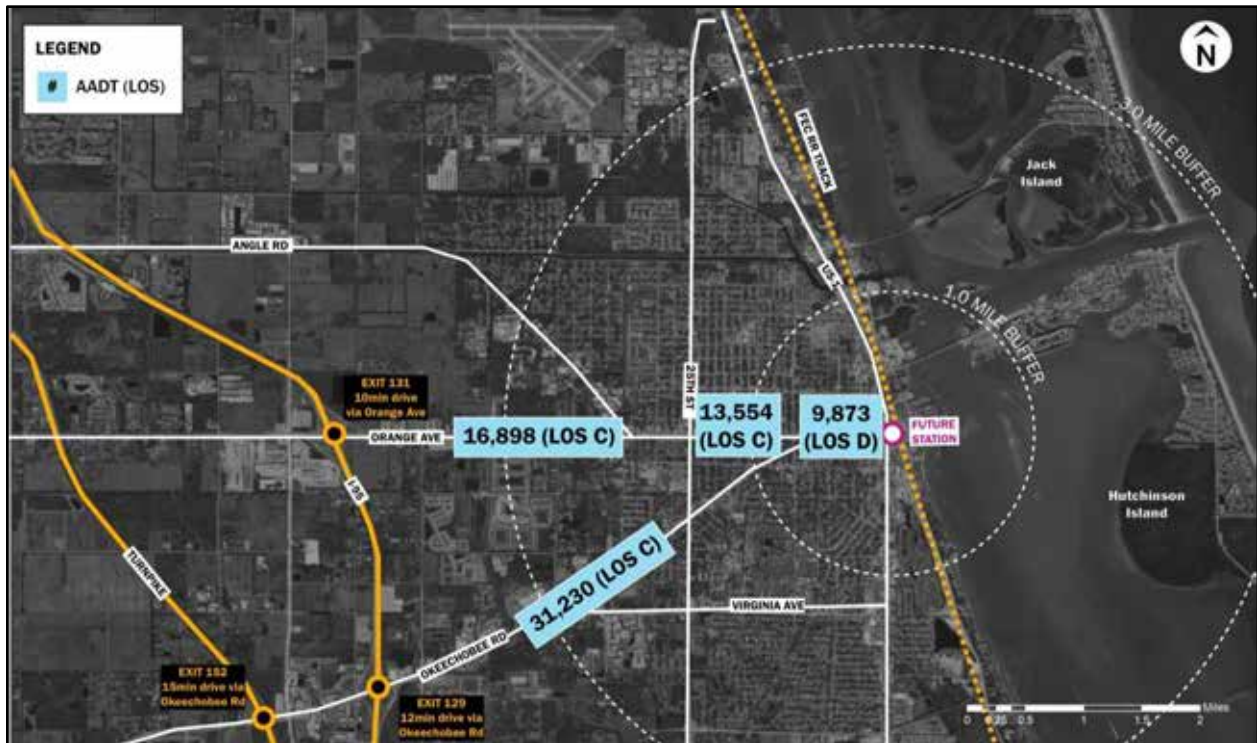 LEGEND
# AADT (LOS)
N
FEC RR TRACK
3.0 MILE BUFFER
Jack
Island
ANGLE RD
US 1
1.0 MILE BUFFER
25TH ST
EXIT 131
10min drive
via Orange Ave
ORANGE AVE
16,898 (LOS C)
13,554
(LOS C)
9,873
(LOS D)
FUTURE
STATION
I-95
Hutchinson
Island
TURNPIKE
31,230 (LOS C)
VIRGINIA AVE
OKEECHOBEE RD
EXIT 152
15min drive via
Okeechobee Rd
EXIT 129
12min drive via
Okeechobee Rd
Miles
0 0.25 0.5 1 1.5 2